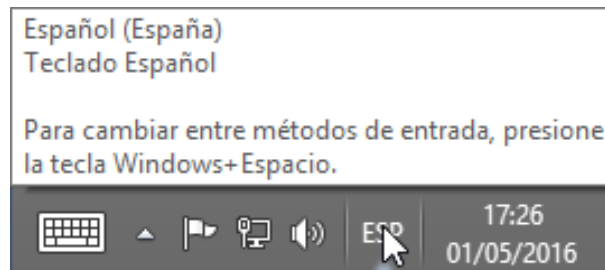 Español (España)
Teclado Español
Para cambiar entre métodos de entrada, presione
la tecla Windows+Espacio.
ESP
17:26
01/05/2016